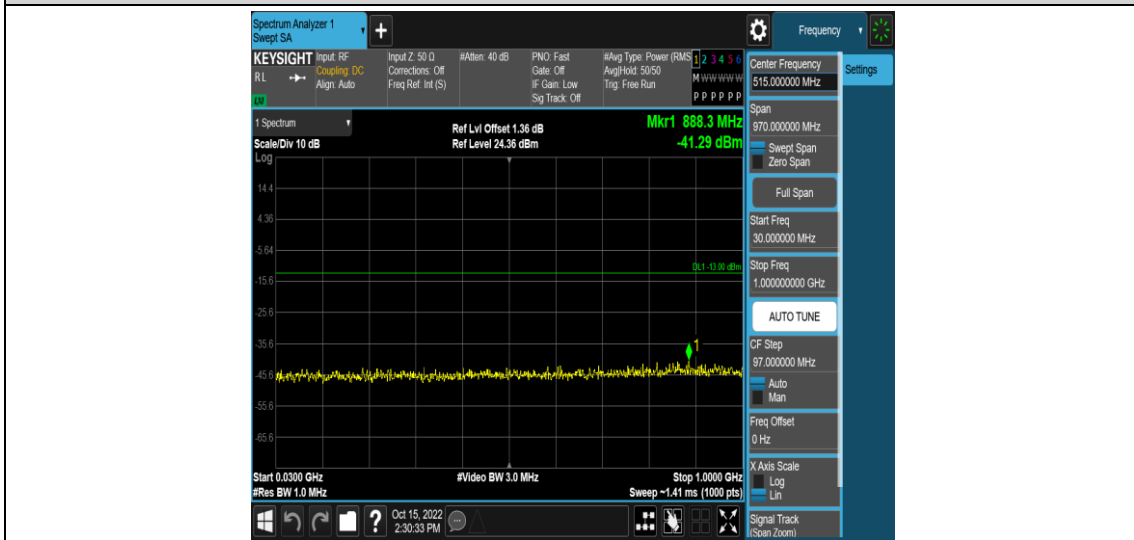 Spectrum Analyzer 1
Swept SA
+
Frequency
KEYSIGHT Input: RF Input Z: 50 Ω #Atten: 40 dB PNO: Fast #Avg Type: Power (RMS 1 2 3 4 5 6
RL Coupling: DC Corrections: Off Gate: Off Avg|Hold: 50/50 M W W W W W
Align: Auto Freq Ref: Int (S) IF Gain: Low Trig: Free Run
Sig Track: Off P P P P P P
1 Spectrum
Scale/Div 10 dB
Ref Lvl Offset 1.36 dB
Ref Level 24.36 dBm
Mkr1 888.3 MHz
-41.29 dBm
Log
14.4
4.36
-5.64
DL1 -13.00 dBm
-15.6
-25.6
-35.6
1
-45.6
-55.6
-65.6
Start 0.0300 GHz #Video BW 3.0 MHz Stop 1.0000 GHz
#Res BW 1.0 MHz Sweep ~1.41 ms (1000 pts)
?
Oct 15, 2022
2:30:33 PM
Center Frequency
515.000000 MHz
Settings
Span
970.000000 MHz
Swept Span
Zero Span
Full Span
Start Freq
30.000000 MHz
Stop Freq
1.000000000 GHz
AUTO TUNE
CF Step
97.000000 MHz
Auto
Man
Freq Offset
0 Hz
X Axis Scale
Log
Lin
Signal Track
(Span Zoom)